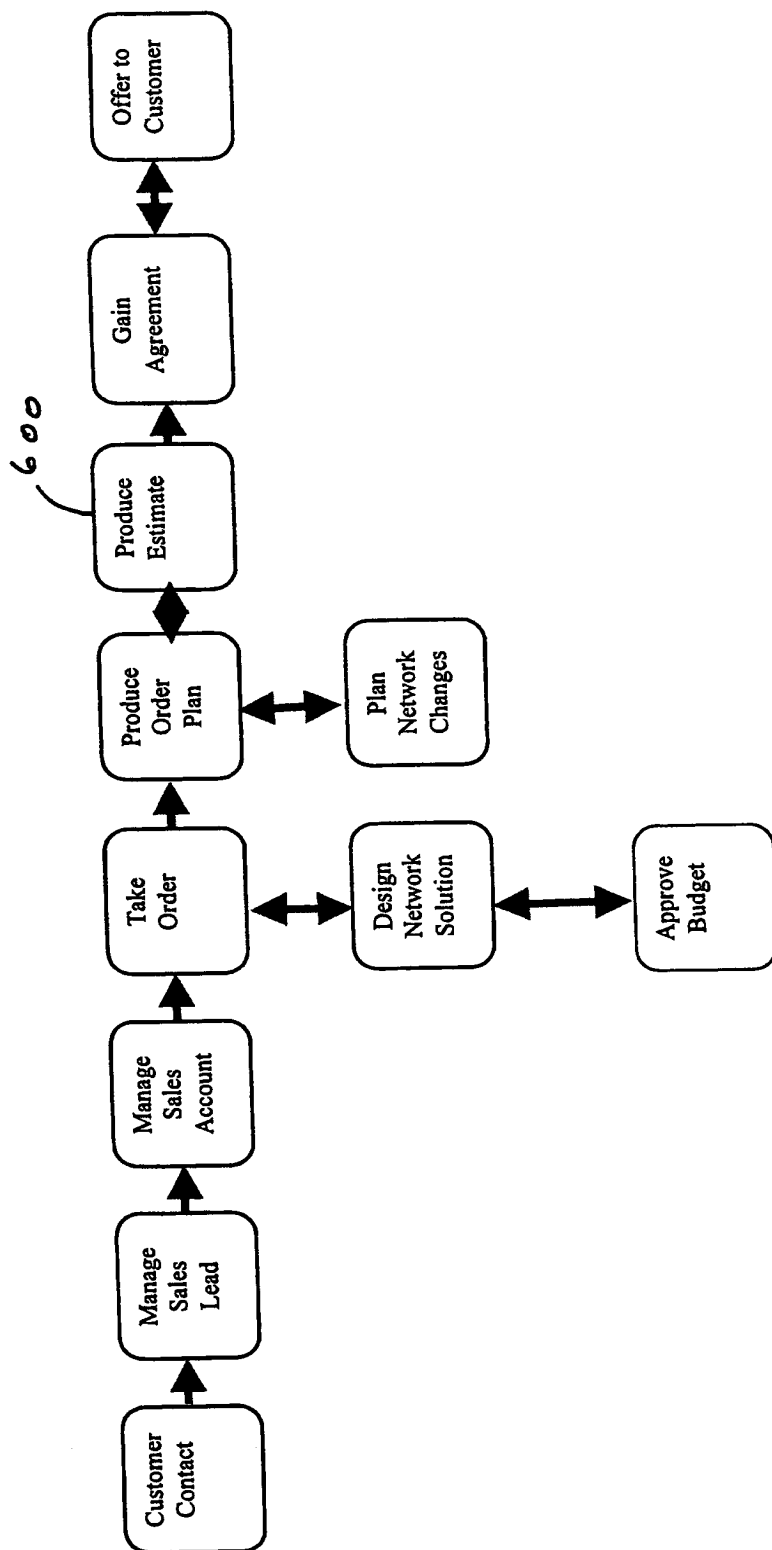 Customer
Contact
Manage
Sales
Lead
Manage
Sales
Account
Take
Order
Produce
Order
Plan
Produce
Estimate
Gain
Agreement
Offer to
Customer
600
Design
Network
Solution
Plan
Network
Changes
Approve
Budget